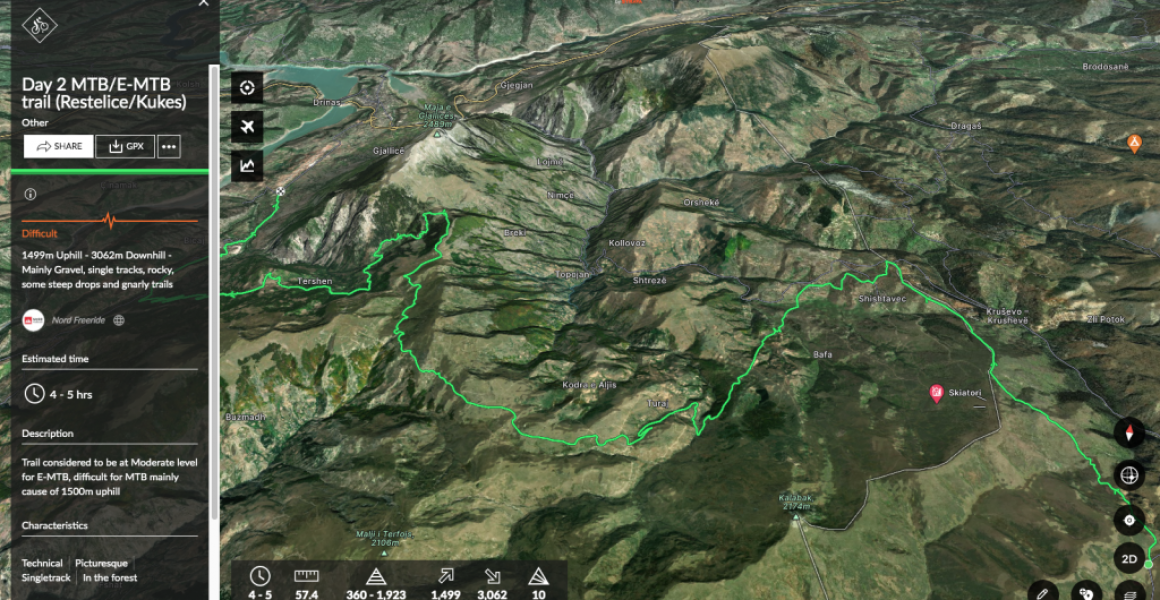 Day 2 MTB/E-MTB
trail (Restelice/Kukes)
Other
SHARE
GPX
Difficult
1499m Uphill - 3062m Downhill -
Mainly Gravel, single tracks, rocky,
some steep drops and gnarly trails
Nord Freeride
Estimated time
4 - 5 hrs
Description
Trail considered to be at Moderate level
for E-MTB, difficult for MTB mainly
cause of 1500m uphill
Characteristics
Technical
Picturesque
Singletrack
In the forest
Brodosanë
Gjegjan
Drinas
Maja e
Gjallicës
2489m
Dragas
Gjallicë
Lojmë
Nimçe
Orshekë
Breki
Kollovoz
Topojan
Shtrezë
Tershen
Shishtavec
Kruševo -
Krushevë
Zli Potok
Bafa
Kodra e Aljis
Skiatori
Turaj
Bazmadh
Kalabak
2174m
Malji i Terfois
2106m
2D
4 - 5
57.4
360 - 1,923
1,499
3,062
10